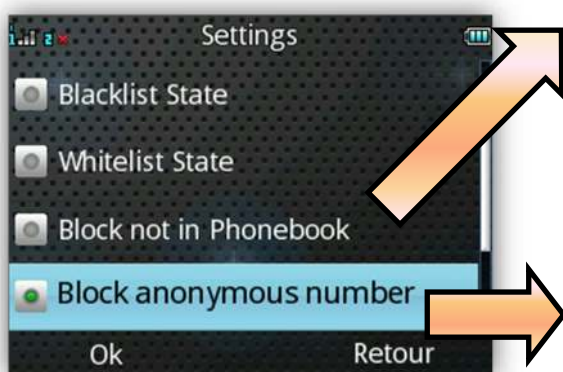 Settings
Blacklist State
Whitelist State
Block not in Phonebook
Block anonymous number
Ok Retour